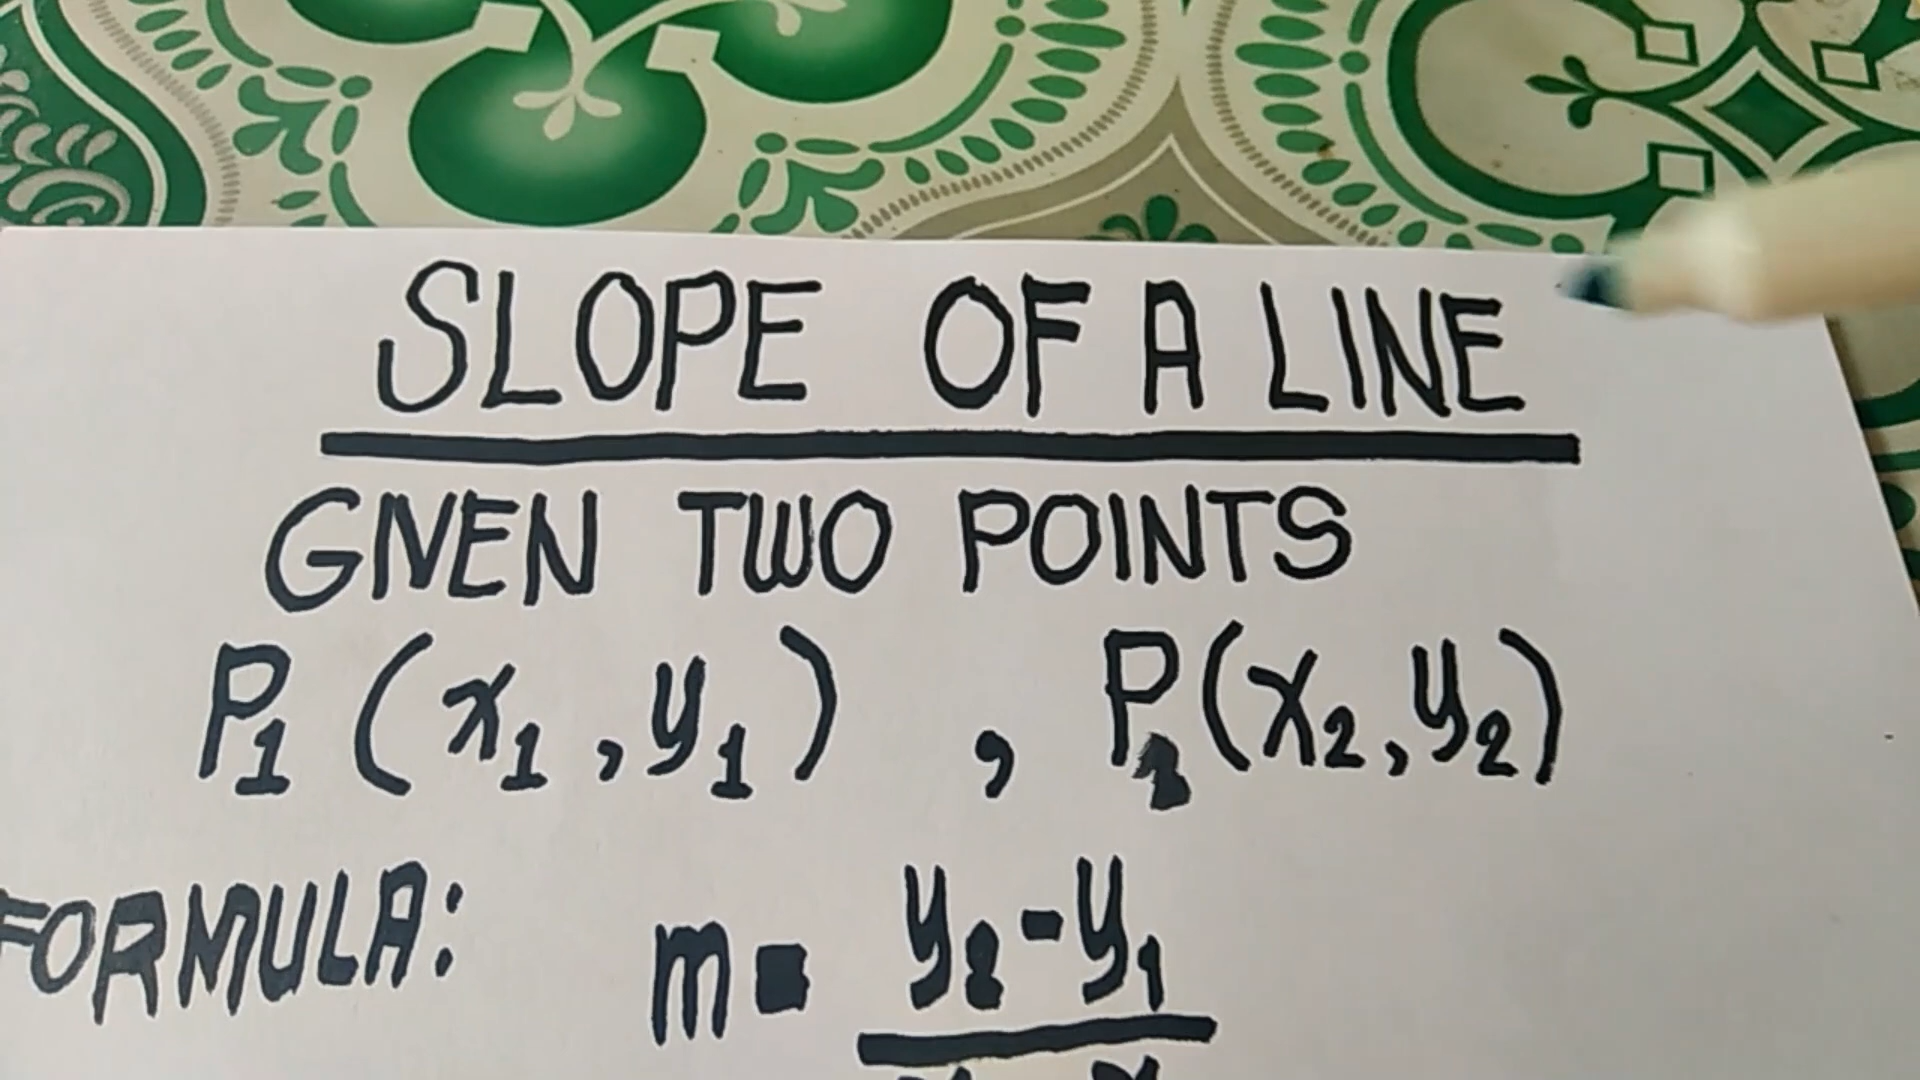 SLOPE OF A LINE
GIVEN TWO POINTS
P₁ (x₁, y₁) , P₂(x₂, y₂)
FORMULA: m = y₂ - y₁